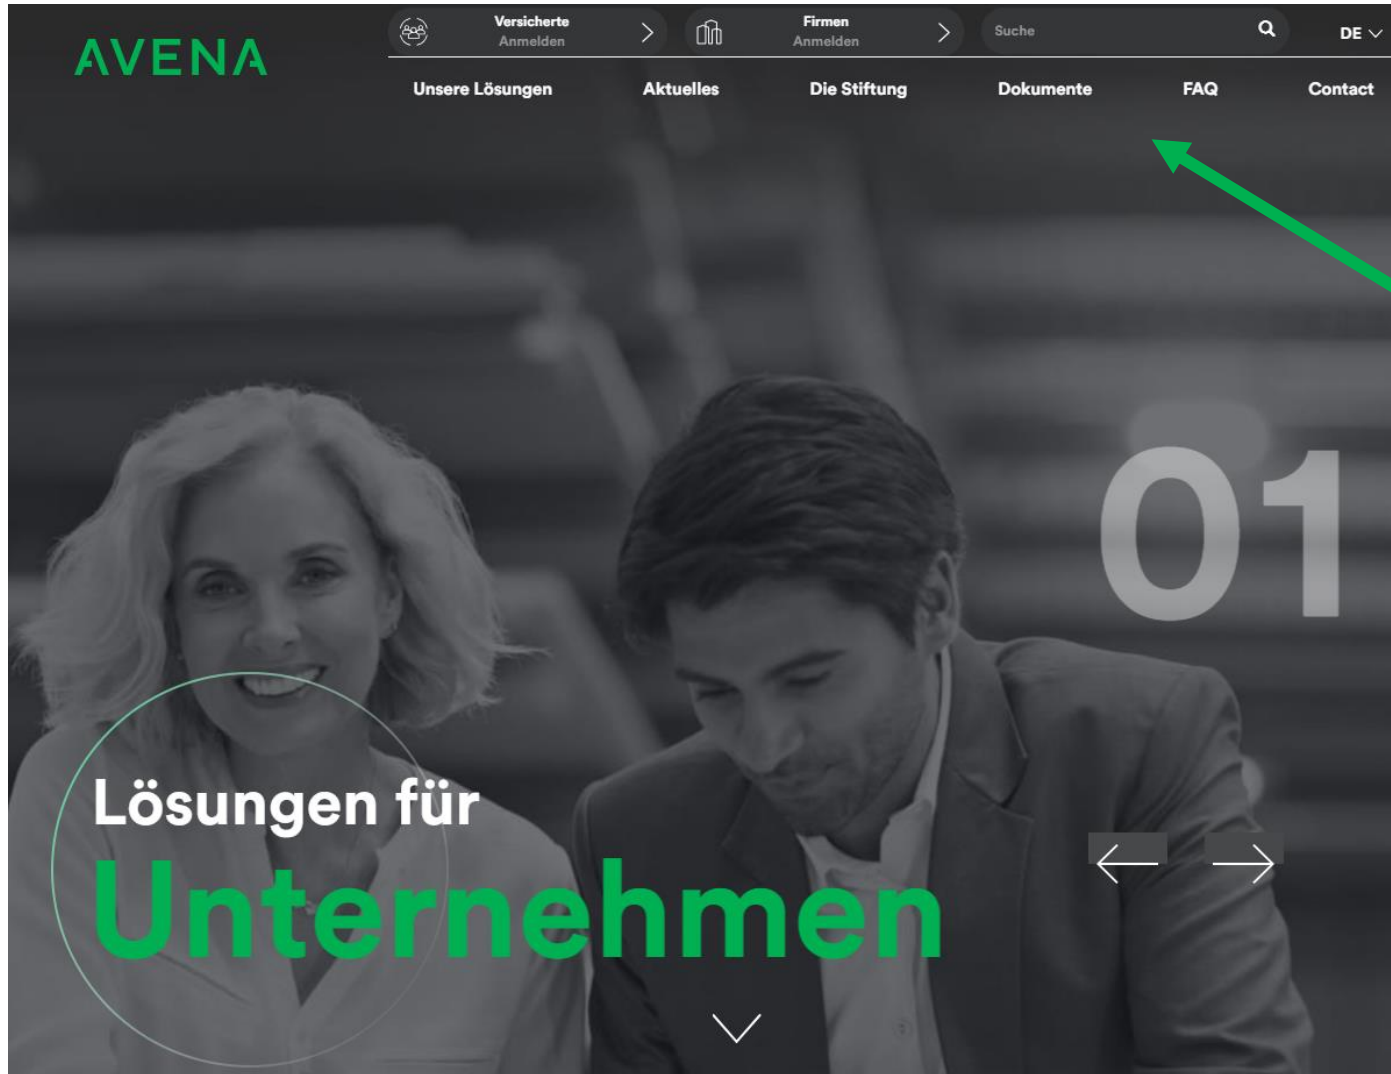 AVENA
Versicherte
Anmelden
Firmen
Anmelden
Suche
DE
Unsere Lösungen
Aktuelles
Die Stiftung
Dokumente
FAQ
Contact
01
Lösungen für
Unternehmen